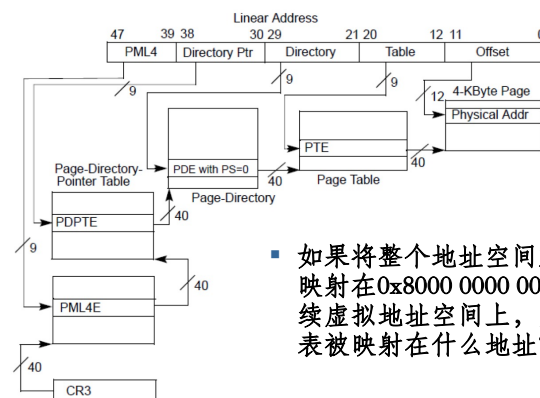 Linear Address
47 39 38 30 29 21 20 12 11
PML4 Directory Ptr Directory Table Offset
9 9 9
12 4-KByte Page
Physical Addr
PTE
PDE with PS=0
40 40
Page-Directory-
Pointer Table
Page-Directory
Page Table
PDPTE
40
9
40
PML4E
40
CR3
如果将整个地址空间
映射在0x8000 0000 00
续虚拟地址空间上，
表被映射在什么地址